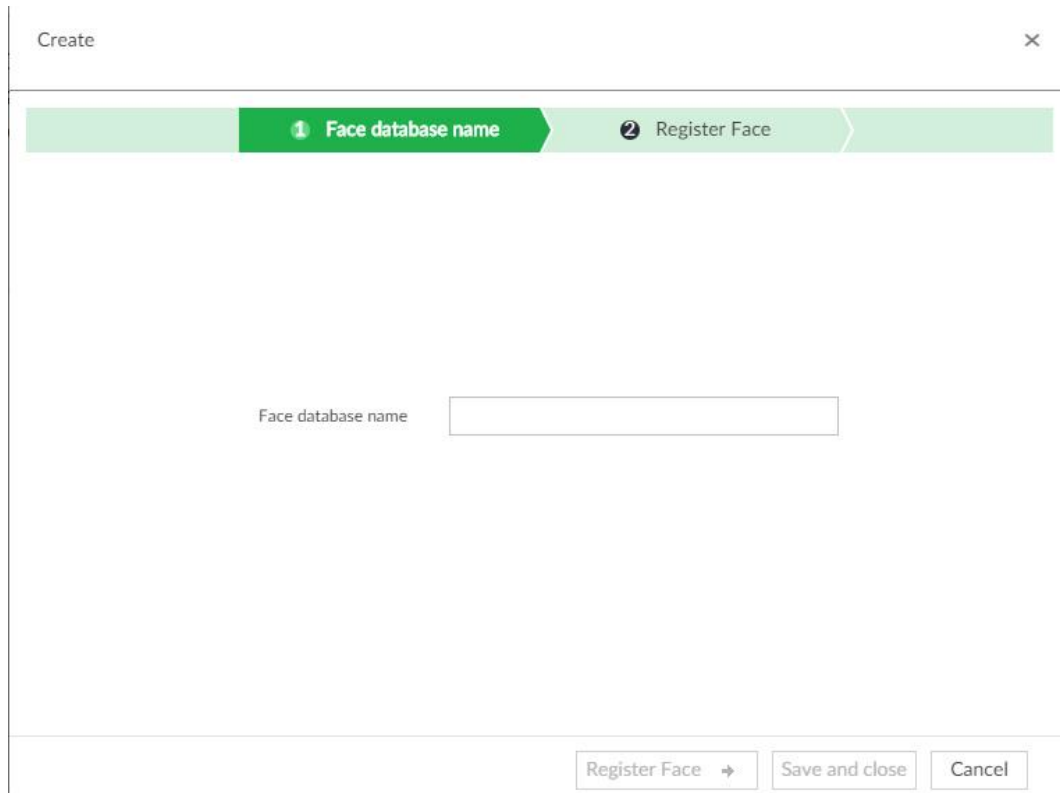 Create
1 Face database name
2 Register Face
Face database name
Register Face
Save and close
Cancel